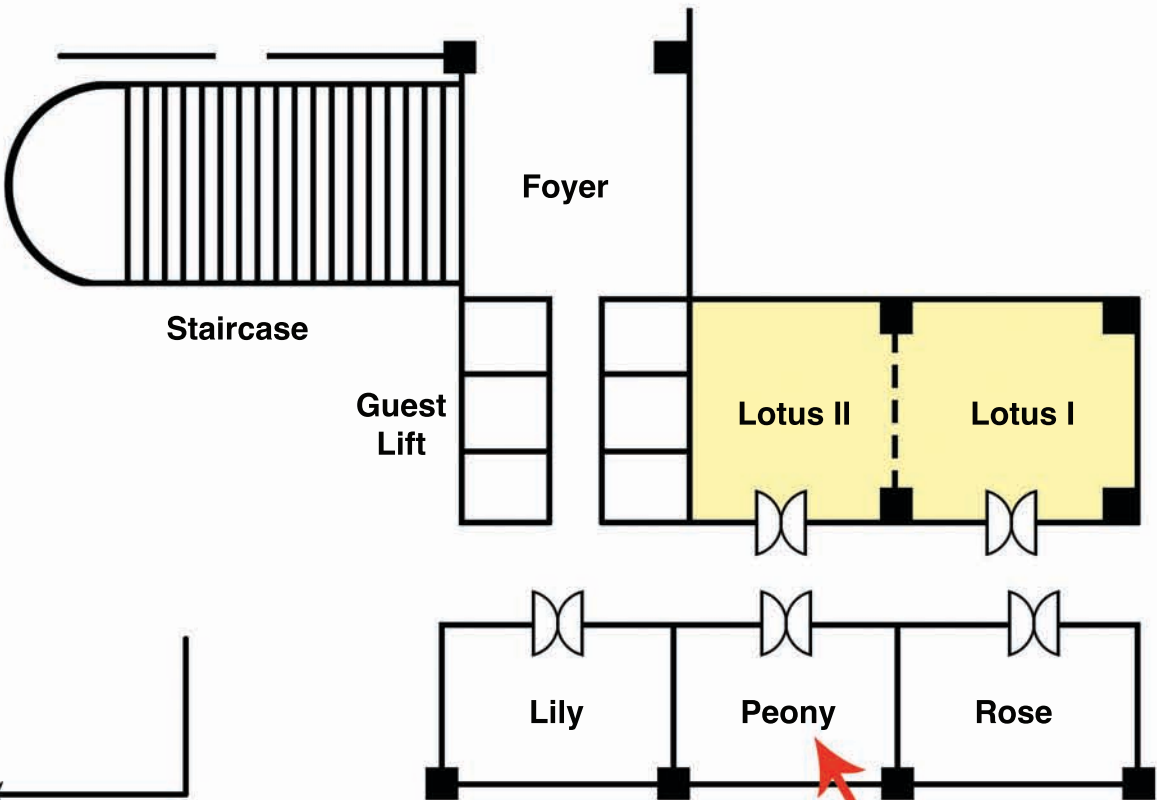 Foyer
Staircase
Guest
Lift
Lotus II
Lotus I
Lily
Peony
Rose